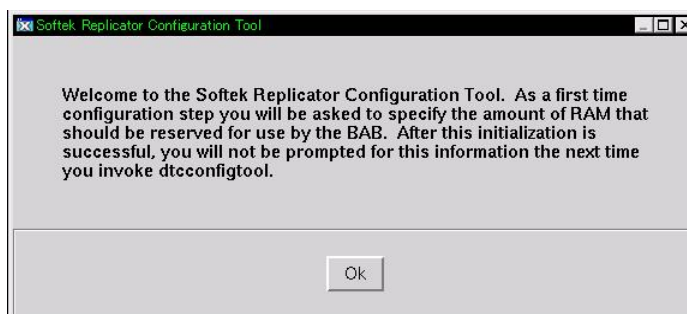 Softek Replicator Configuration Tool
Welcome to the Softek Replicator Configuration Tool. As a first time
configuration step you will be asked to specify the amount of RAM that
should be reserved for use by the BAB. After this initialization is
successful, you will not be prompted for this information the next time
you invoke dtcconfigtool.
Ok